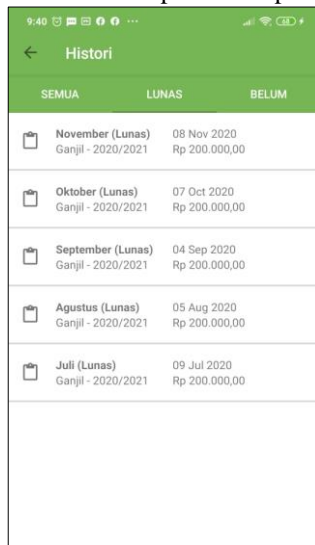 9:40
68
Histori
SEMUA LUNAS BELUM
November (Lunas) 08 Nov 2020
Ganjil - 2020/2021 Rp 200.000,00
Oktober (Lunas) 07 Oct 2020
Ganjil - 2020/2021 Rp 200.000,00
September (Lunas) 04 Sep 2020
Ganjil - 2020/2021 Rp 200.000,00
Agustus (Lunas) 05 Aug 2020
Ganjil - 2020/2021 Rp 200.000,00
Juli (Lunas) 09 Jul 2020
Ganjil - 2020/2021 Rp 200.000,00